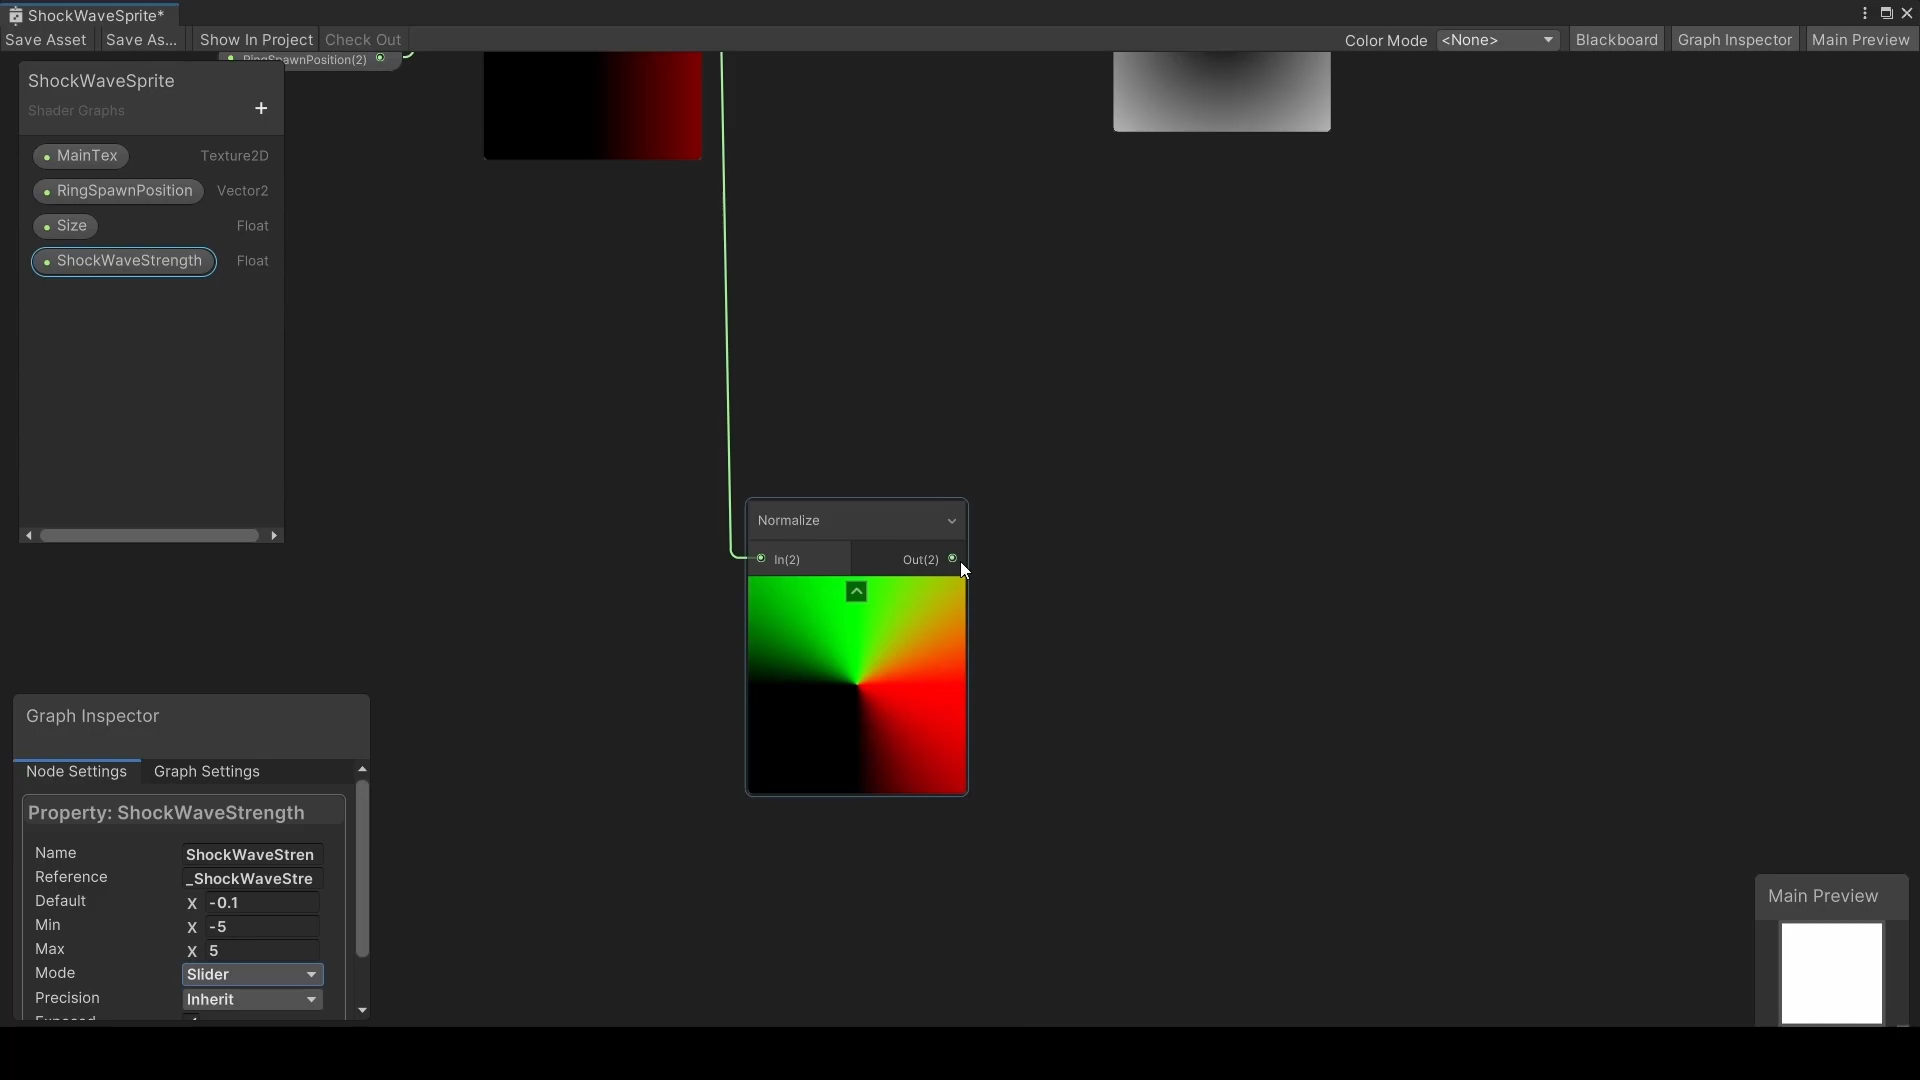 ShockWaveSprite*
Save Asset Save As... Show In Project Check Out Color Mode <None> Blackboard Graph Inspector Main Preview
RingSpawnPosition(2)
ShockWaveSprite
Shader Graphs
+
MainTex Texture2D
RingSpawnPosition Vector2
Size Float
ShockWaveStrength Float
Normalize
In(2) Out(2)
Graph Inspector
Node Settings Graph Settings
Property: ShockWaveStrength
Name ShockWaveStren
Reference _ShockWaveStre
Default X -0.1
Min X -5
Max X 5
Mode Slider
Precision Inherit
Exposed
Main Preview